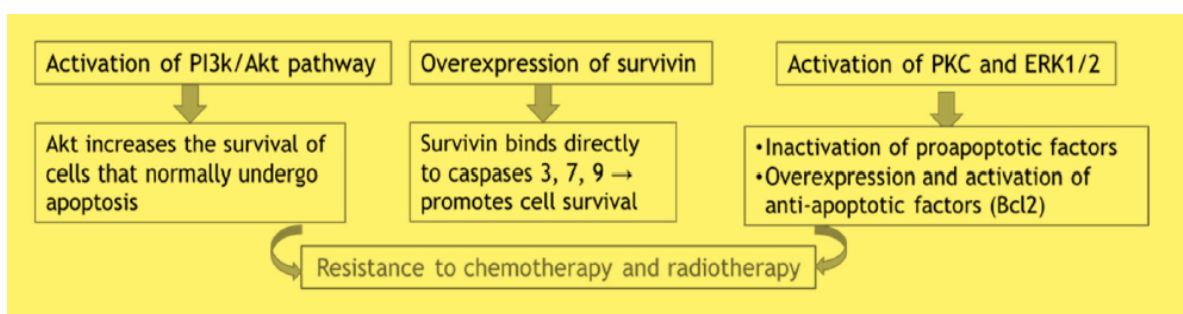 Activation of PI3k/Akt pathway
Overexpression of survivin
Activation of PKC and ERK1/2
Akt increases the survival of
cells that normally undergo
apoptosis
Survivin binds directly
to caspases 3, 7, 9 →
promotes cell survival
•Inactivation of proapoptotic factors
•Overexpression and activation of
anti-apoptotic factors (Bcl2)
Resistance to chemotherapy and radiotherapy